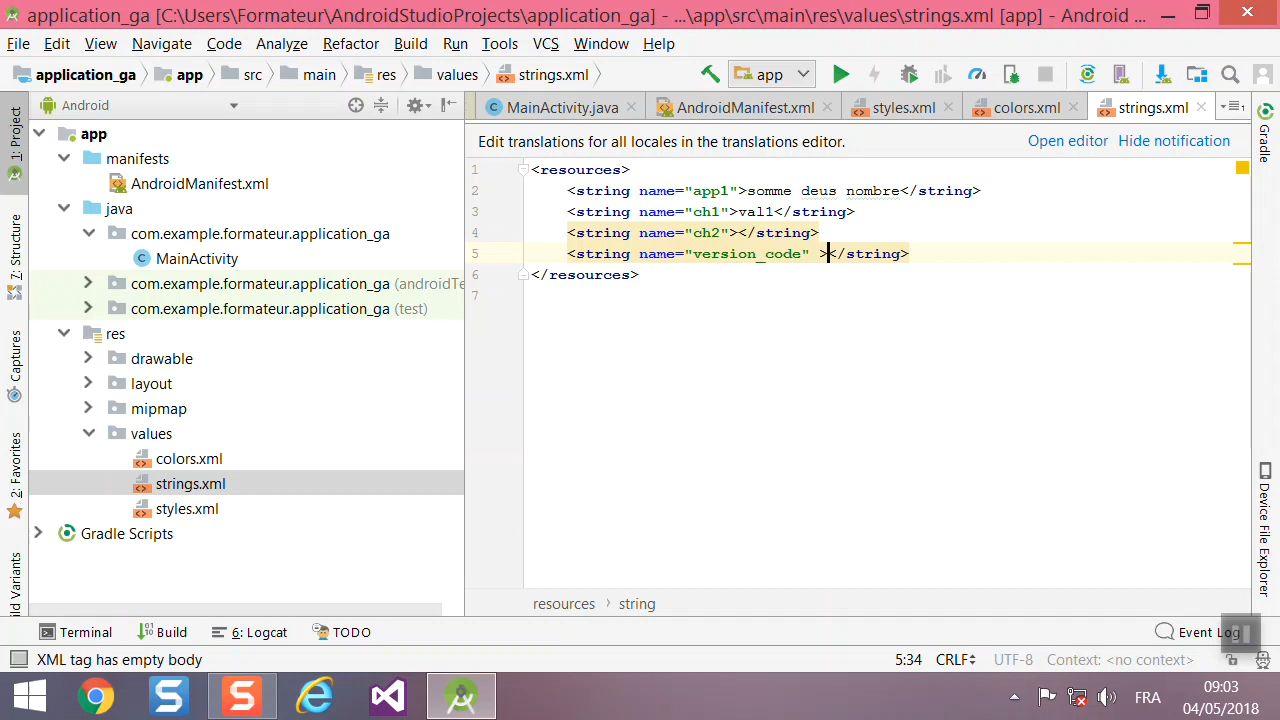 application_ga [C:\Users\Formateur\AndroidStudioProjects\application_ga] - ...\app\src\main\res\values\strings.xml [app] - Android ...
File Edit View Navigate Code Analyze Refactor Build Run Tools VCS Window Help
application_ga app src main res values strings.xml app
Android MainActivity.java AndroidManifest.xml styles.xml colors.xml strings.xml
1: Project
7: Structure
Captures
2: Favorites
ld Variants
app
manifests
AndroidManifest.xml
java
com.example.formateur.application_ga
MainActivity
com.example.formateur.application_ga (androidTe
com.example.formateur.application_ga (test)
res
drawable
layout
mipmap
values
colors.xml
strings.xml
styles.xml
Gradle Scripts
Edit translations for all locales in the translations editor. Open editor Hide notification
1 <resources>
2 <string name="app1">somme deus nombre</string>
3 <string name="ch1">val1</string>
4 <string name="ch2"></string>
5 <string name="version_code" ></string>
6 </resources>
7
resources › string
Gradle
Device File Explorer
Terminal Build 6: Logcat TODO Event Log
XML tag has empty body 5:34 CRLF UTF-8 Context: <no context>
FRA 09:03
04/05/2018